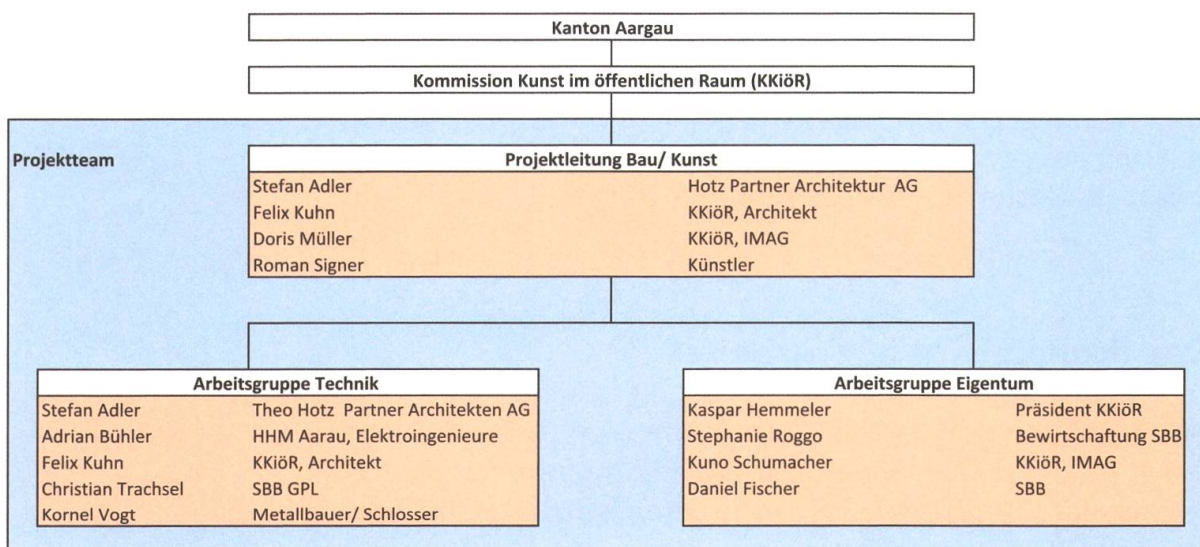 Kanton Aargau
Kommission Kunst im öffentlichen Raum (KKiöR)
Projektteam
Projektleitung Bau/ Kunst
Stefan Adler Hotz Partner Architektur AG
Felix Kuhn KKiöR, Architekt
Doris Müller KKiöR, IMAG
Roman Signer Künstler
Arbeitsgruppe Technik
Stefan Adler Theo Hotz Partner Architekten AG
Adrian Bühler HHM Aarau, Elektroingenieure
Felix Kuhn KKiöR, Architekt
Christian Trachsel SBB GPL
Kornel Vogt Metallbauer/ Schlosser
Arbeitsgruppe Eigentum
Kaspar Hemmeler Präsident KKiöR
Stephanie Roggo Bewirtschaftung SBB
Kuno Schumacher KKiöR, IMAG
Daniel Fischer SBB